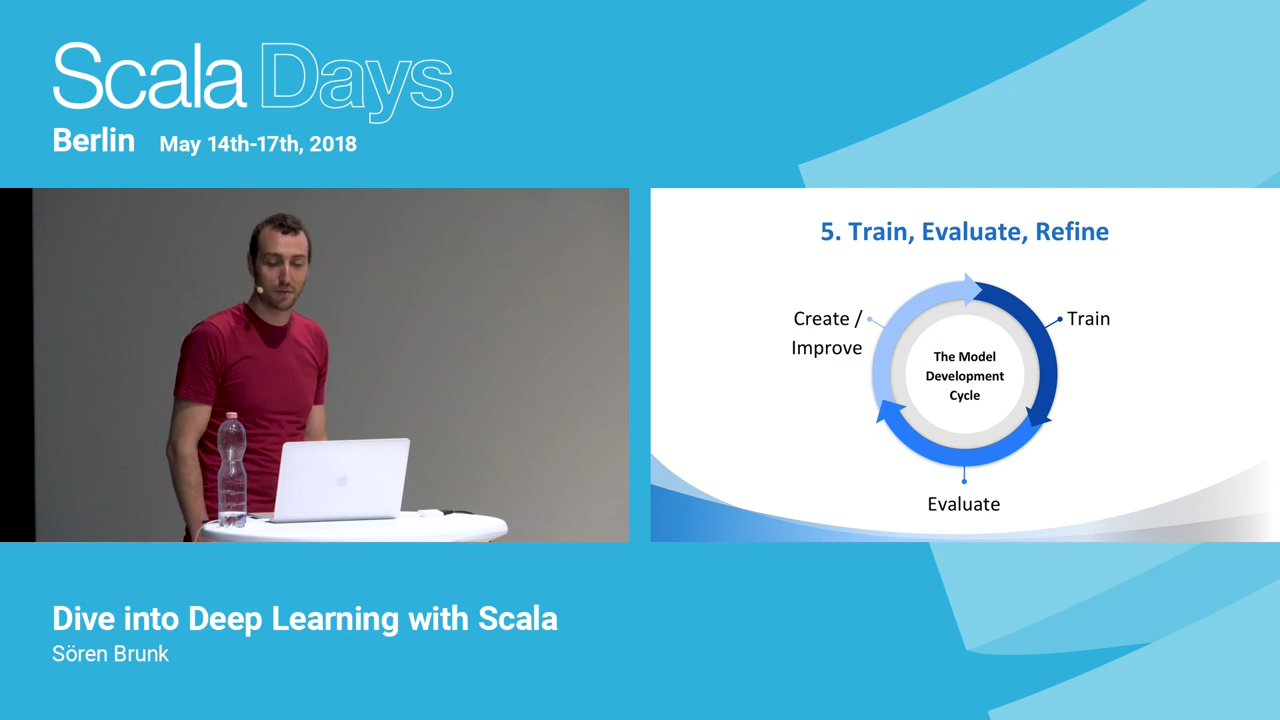 Scala Days
Berlin May 14th-17th, 2018
5. Train, Evaluate, Refine
Create /
Improve
Train
The Model
Development
Cycle
Evaluate
Dive into Deep Learning with Scala
Sören Brunk